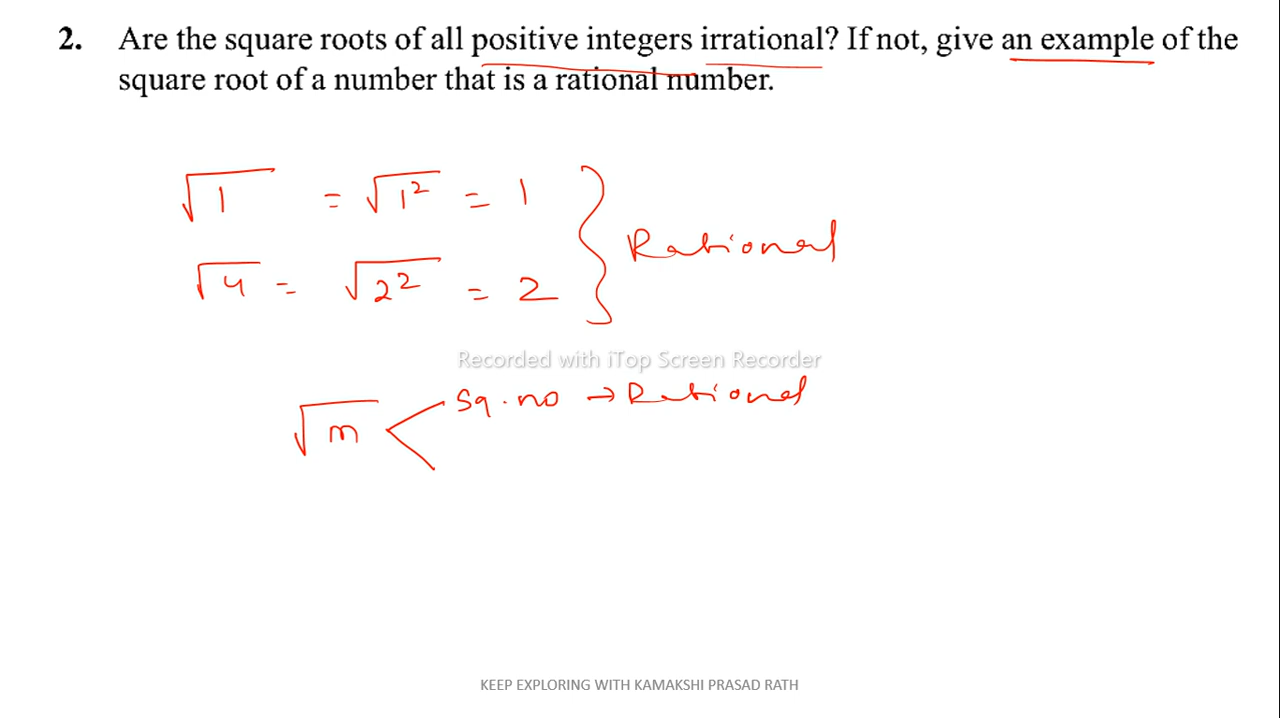 2. Are the square roots of all positive integers irrational? If not, give an example of the
square root of a number that is a rational number.
√1 = √1² = 1
√4 = √2² = 2
Rational
Recorded with iTop Screen Recorder
√m < sq. no → Rational
KEEP EXPLORING WITH KAMAKSHI PRASAD RATH